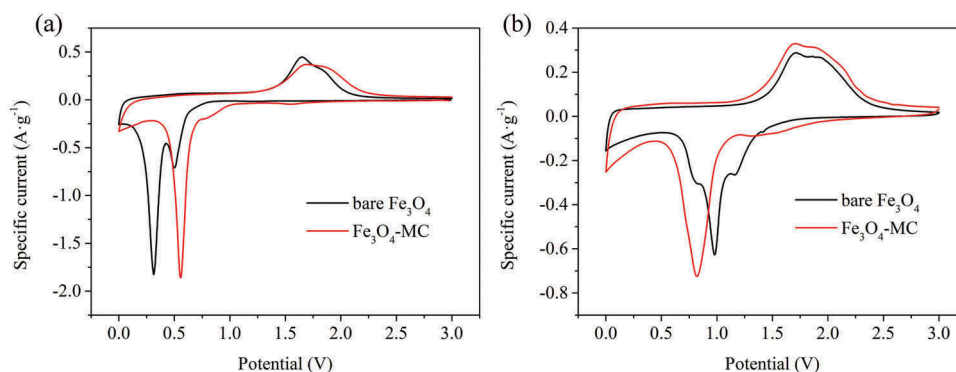 (a)
0.5
0.0
-0.5
-1.0
-1.5
-2.0
Specific current (A·g⁻¹)
bare Fe₃O₄
Fe₃O₄-MC
0.0 0.5 1.0 1.5 2.0 2.5 3.0
Potential (V)
(b)
0.4
0.2
0.0
-0.2
-0.4
-0.6
-0.8
Specific current (A·g⁻¹)
bare Fe₃O₄
Fe₃O₄-MC
0.0 0.5 1.0 1.5 2.0 2.5 3.0
Potential (V)